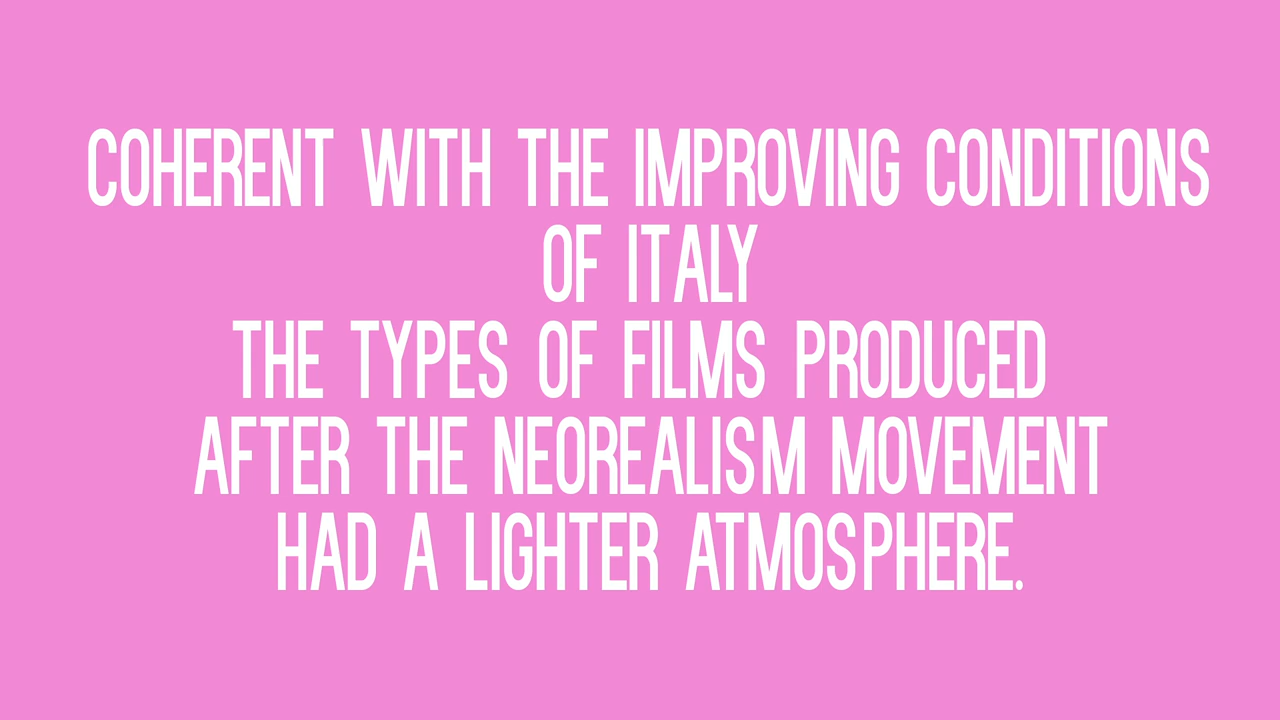 COHERENT WITH THE IMPROVING CONDITIONS
OF ITALY
THE TYPES OF FILMS PRODUCED
AFTER THE NEOREALISM MOVEMENT
HAD A LIGHTER ATMOSPHERE.